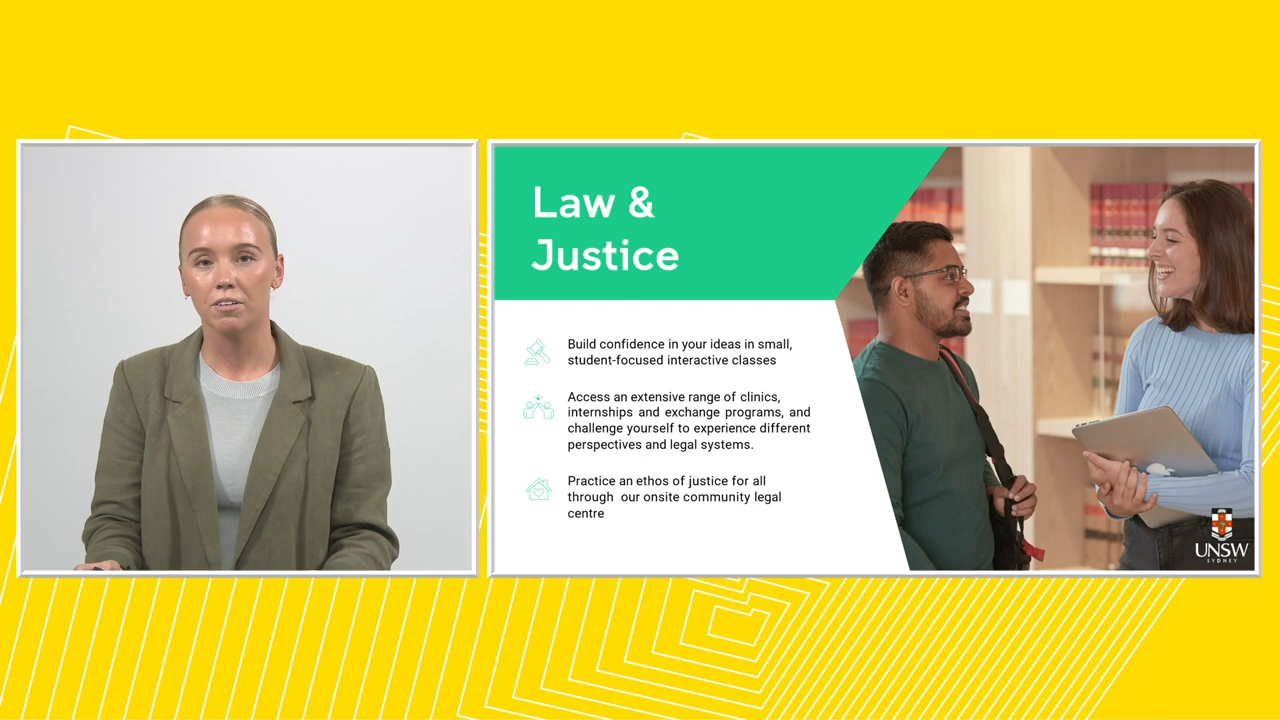 Law &
Justice
Build confidence in your ideas in small,
student-focused interactive classes
Access an extensive range of clinics,
internships and exchange programs, and
challenge yourself to experience different
perspectives and legal systems.
Practice an ethos of justice for all
through our onsite community legal
centre
UNSW
SYDNEY